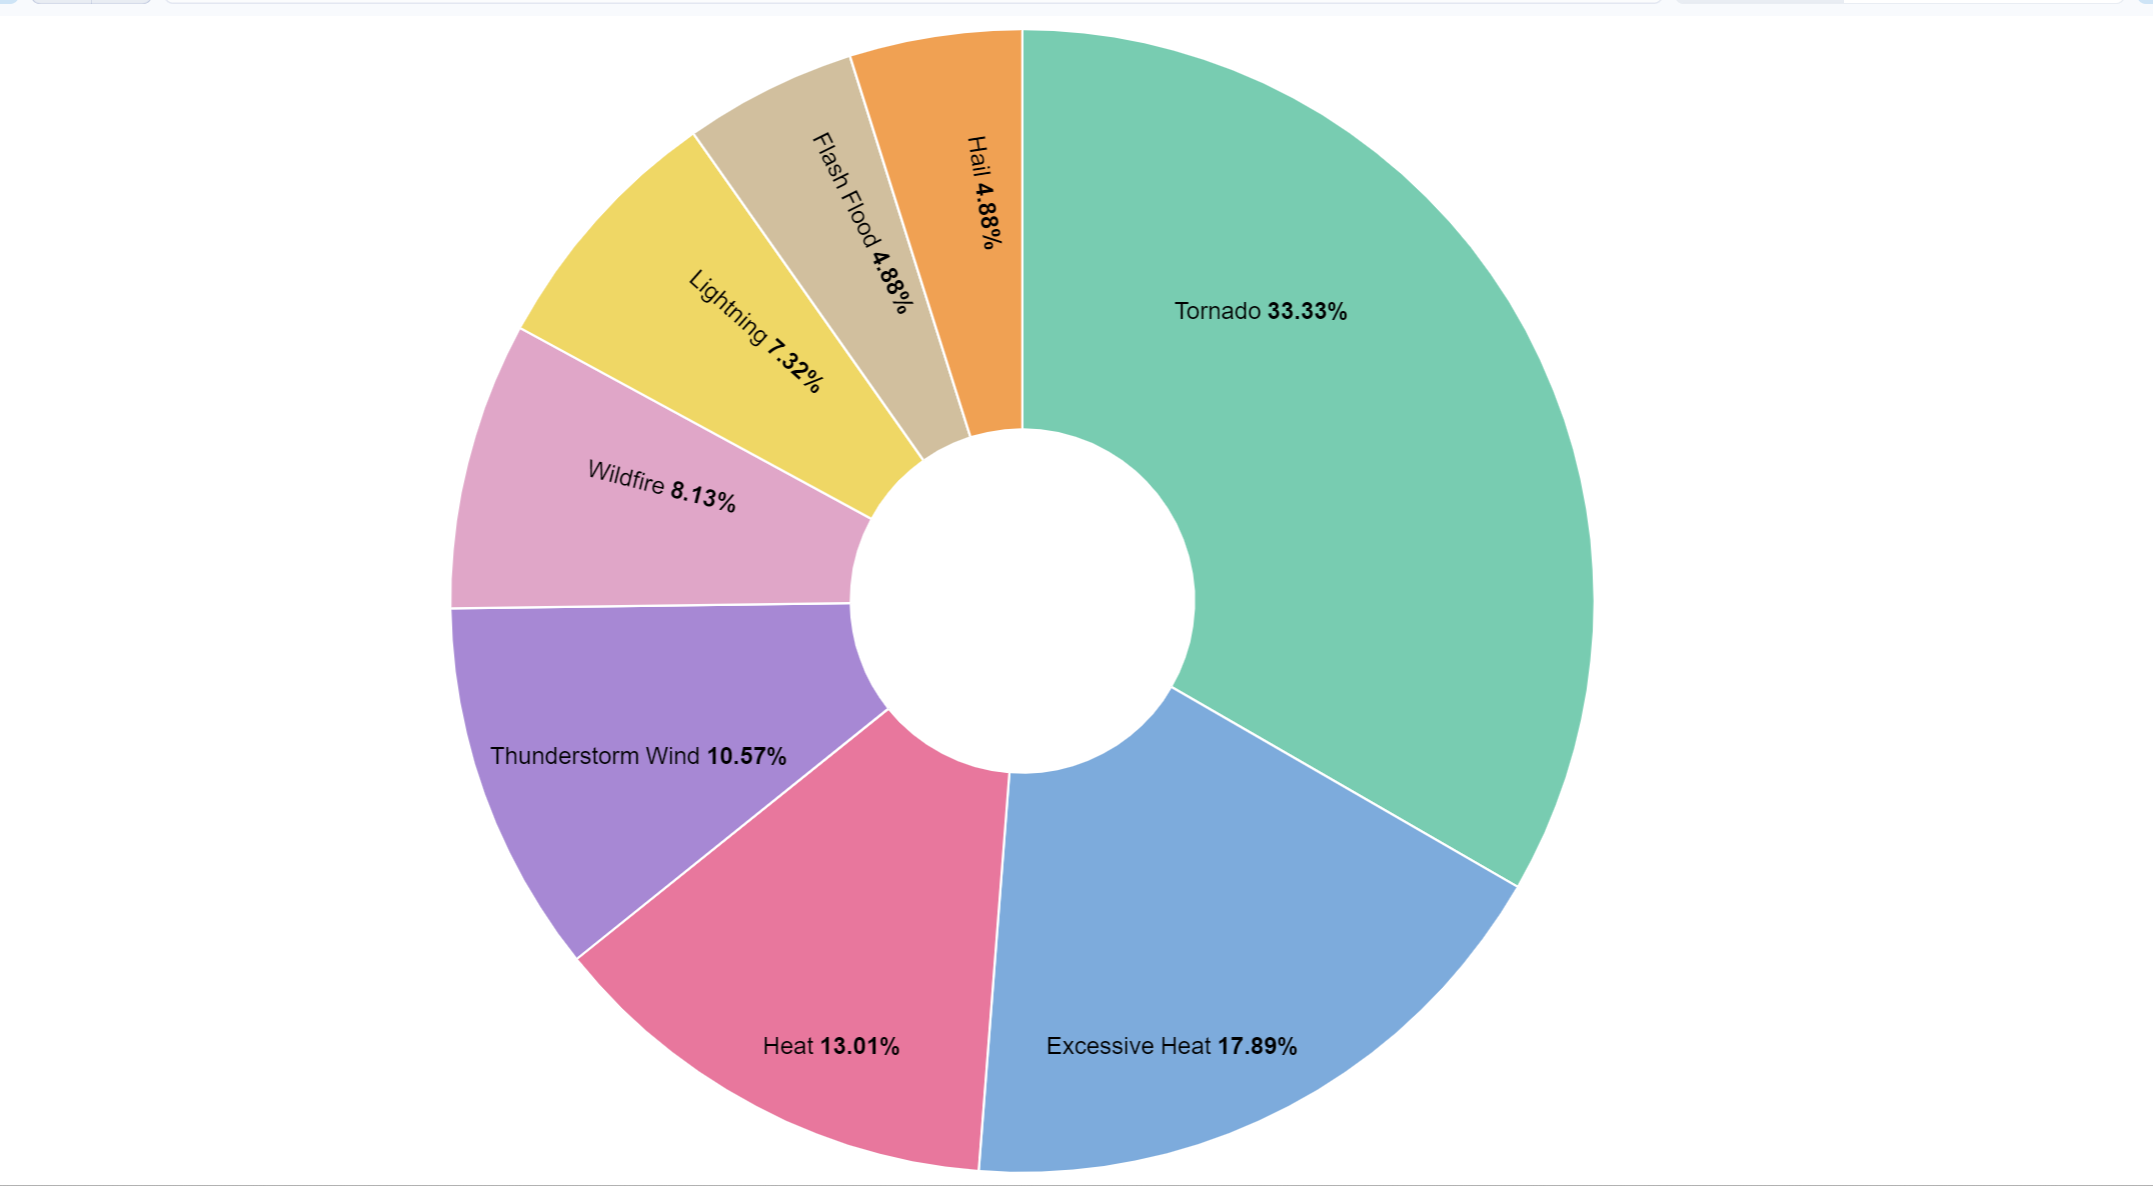 Hail 4.88%
Flash Flood 4.88%
Lightning 7.32%
Tornado 33.33%
Wildfire 8.13%
Thunderstorm Wind 10.57%
Heat 13.01%
Excessive Heat 17.89%